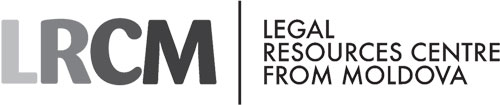 LRCM
LEGAL
RESOURCES CENTRE
FROM MOLDOVA